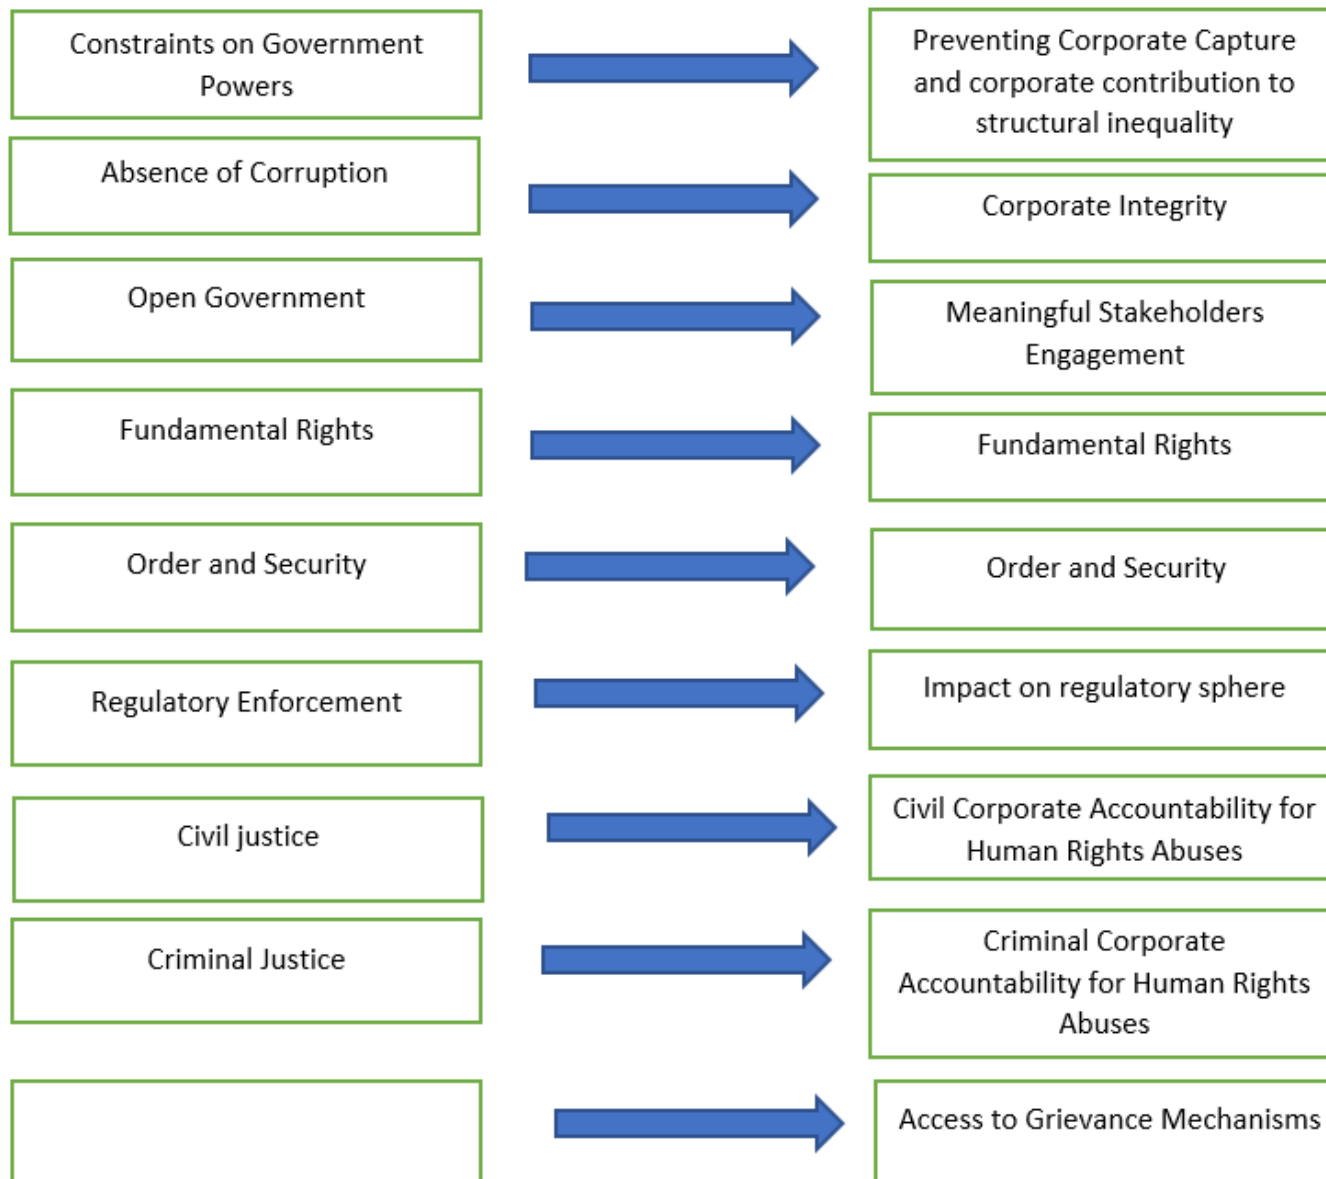 Constraints on Government
Powers
Preventing Corporate Capture
and corporate contribution to
structural inequality
Absence of Corruption
Corporate Integrity
Open Government
Meaningful Stakeholders
Engagement
Fundamental Rights
Fundamental Rights
Order and Security
Order and Security
Regulatory Enforcement
Impact on regulatory sphere
Civil justice
Civil Corporate Accountability for
Human Rights Abuses
Criminal Justice
Criminal Corporate
Accountability for Human Rights
Abuses
Access to Grievance Mechanisms